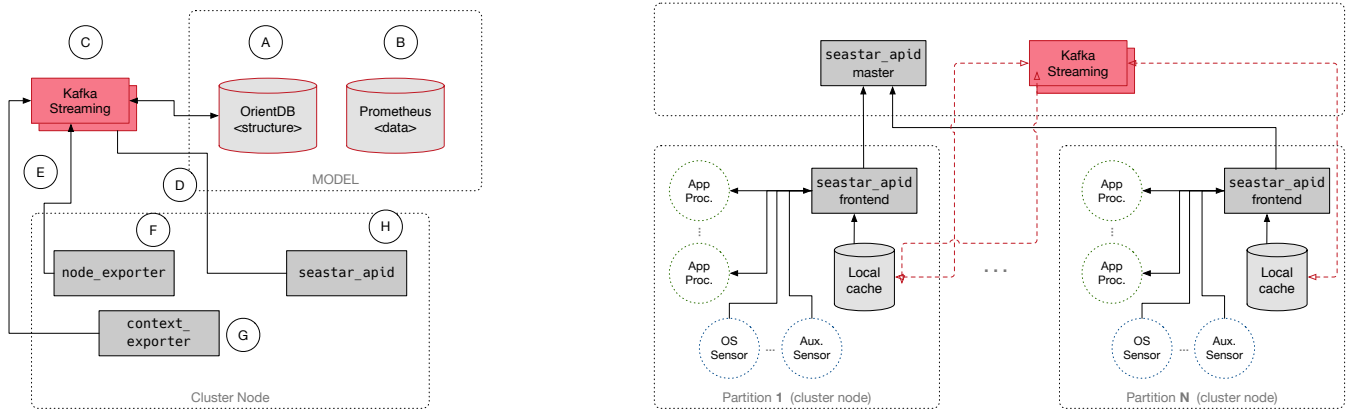 C
A
B
Kafka
Streaming
OrientDB
<structure>
Prometheus
<data>
E
D
MODEL
F
H
node_exporter
seastar_apid
context_
exporter
G
Cluster Node
seastar_apid
master
Kafka
Streaming
App
Proc.
seastar_apid
frontend
...
App
Proc.
Local
cache
OS
Sensor
...
Aux.
Sensor
Partition 1 (cluster node)
...
App
Proc.
seastar_apid
frontend
...
App
Proc.
Local
cache
OS
Sensor
...
Aux.
Sensor
Partition N (cluster node)